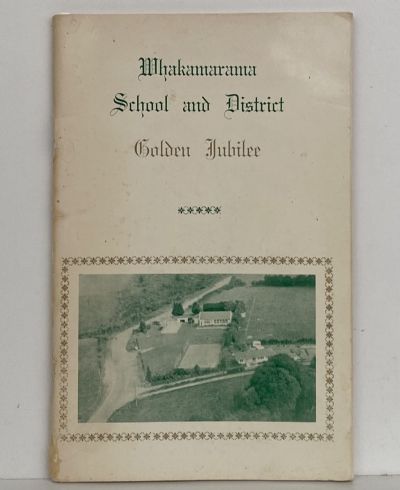 Whakamarama
School and District
Golden Jubilee